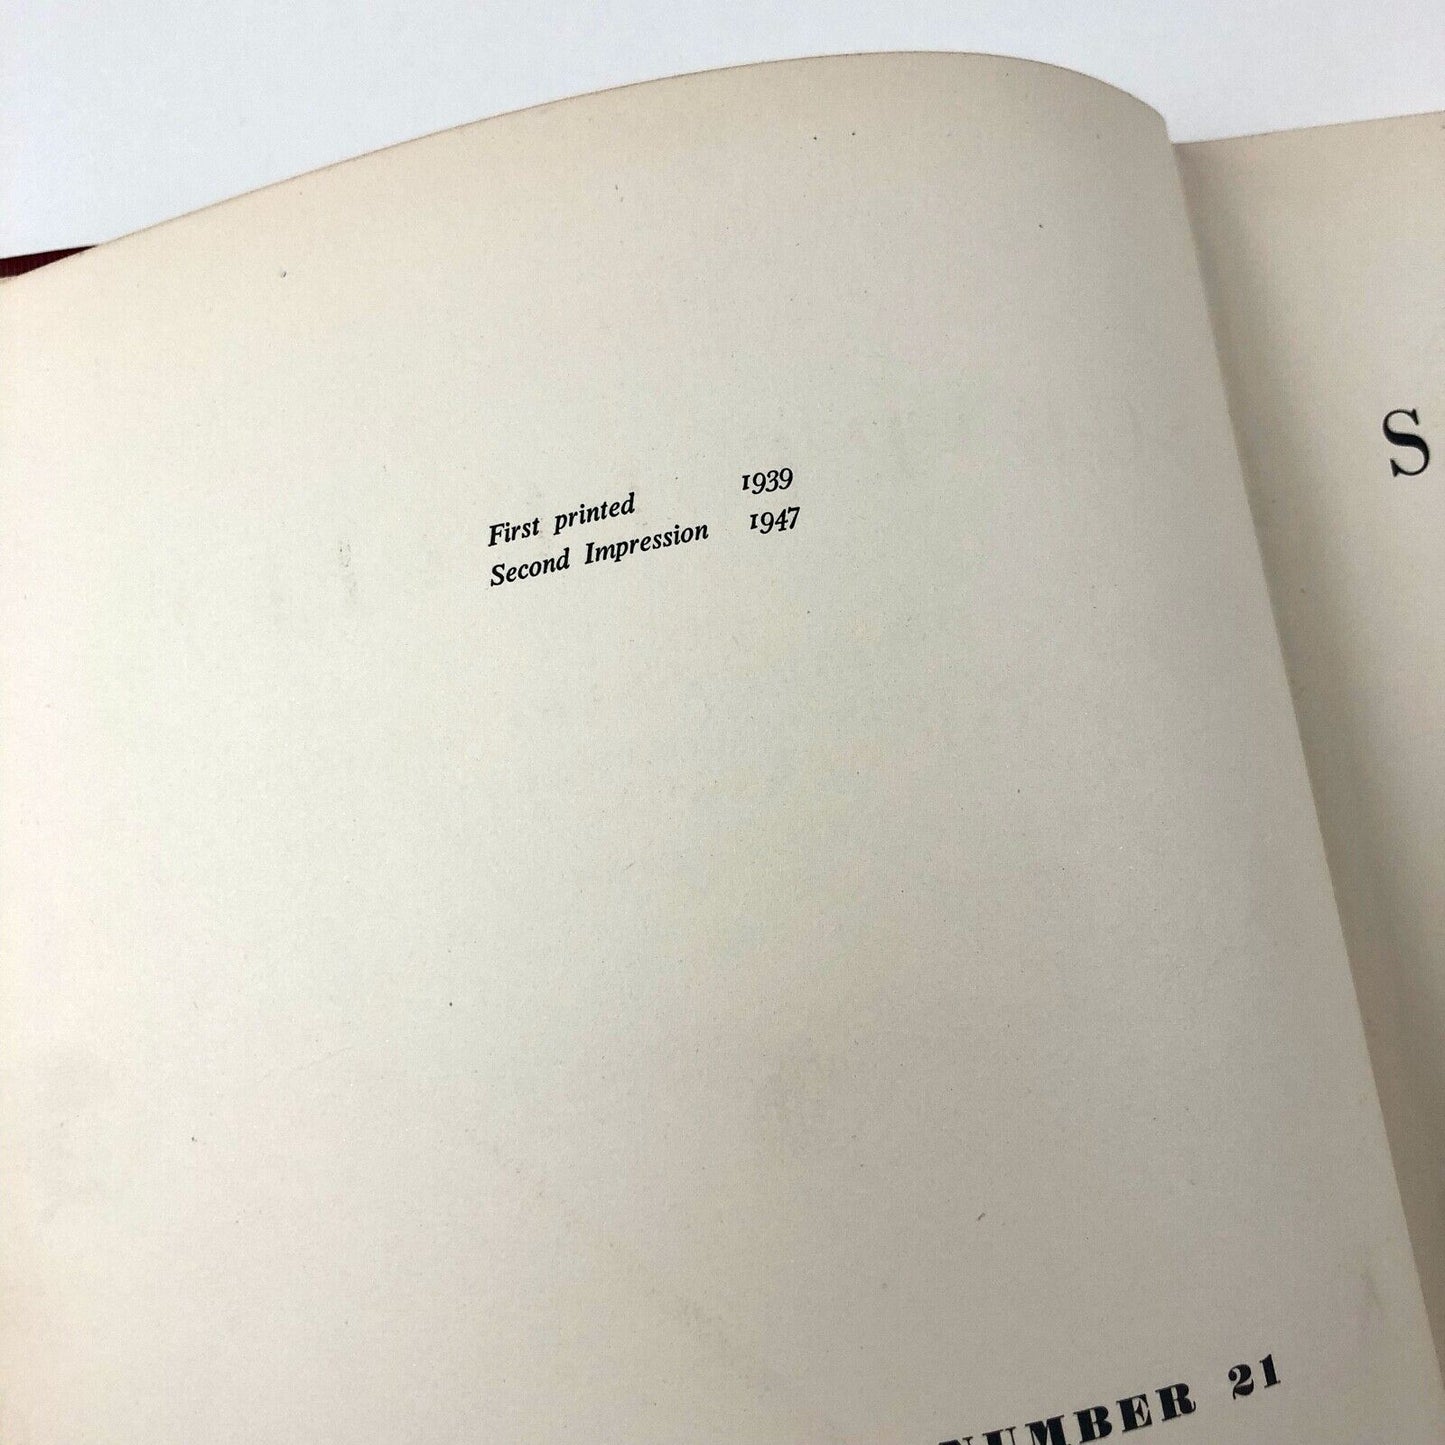 First printed 1939
Second Impression 1947
NUMBER 21
S